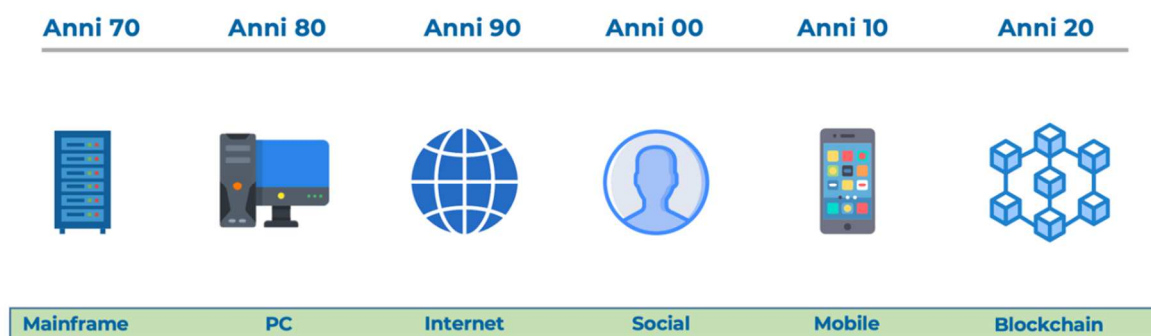 Anni 70 Anni 80 Anni 90 Anni 00 Anni 10 Anni 20
Mainframe PC Internet Social Mobile Blockchain